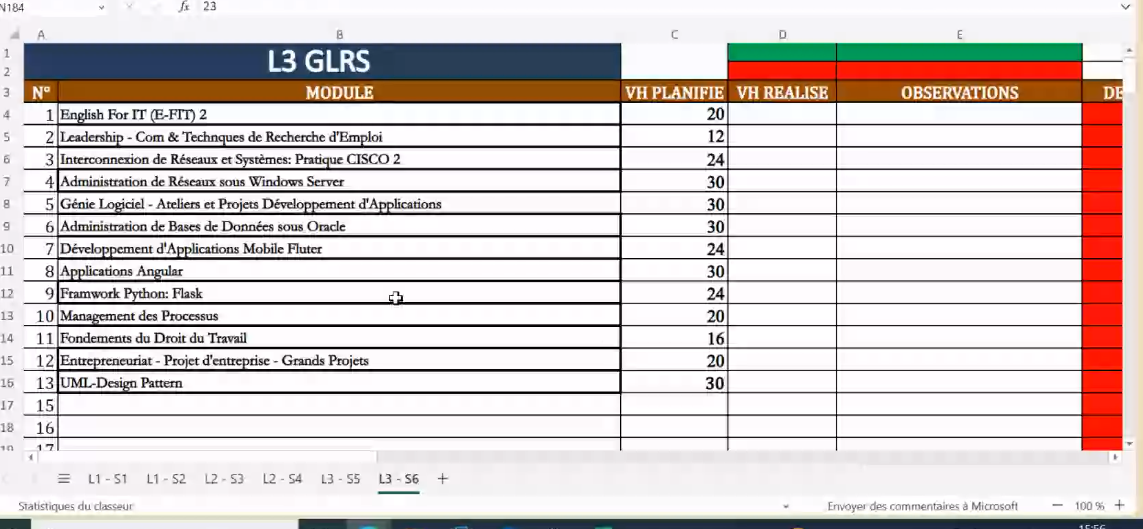 N184 fx 23
A B C D E
1 L3 GLRS
2
3 N° MODULE VH PLANIFIE VH REALISE OBSERVATIONS DE
4 1 English For IT (E-FIT) 2 20
5 2 Leadership - Com & Technques de Recherche d'Emploi 12
6 3 Interconnexion de Réseaux et Systèmes: Pratique CISCO 2 24
7 4 Administration de Réseaux sous Windows Server 30
8 5 Génie Logiciel - Ateliers et Projets Développement d'Applications 30
9 6 Administration de Bases de Données sous Oracle 30
10 7 Développement d'Applications Mobile Fluter 24
11 8 Applications Angular 30
12 9 Framwork Python: Flask 24
13 10 Management des Processus 20
14 11 Fondements du Droit du Travail 16
15 12 Entrepreneuriat - Projet d'entreprise - Grands Projets 20
16 13 UML-Design Pattern 30
17 15
18 16
19 17
L1 - S1 L1 - S2 L2 - S3 L2 - S4 L3 - S5 L3 - S6 +
Statistiques du classeur Envoyer des commentaires à Microsoft − 100 % +
15:56